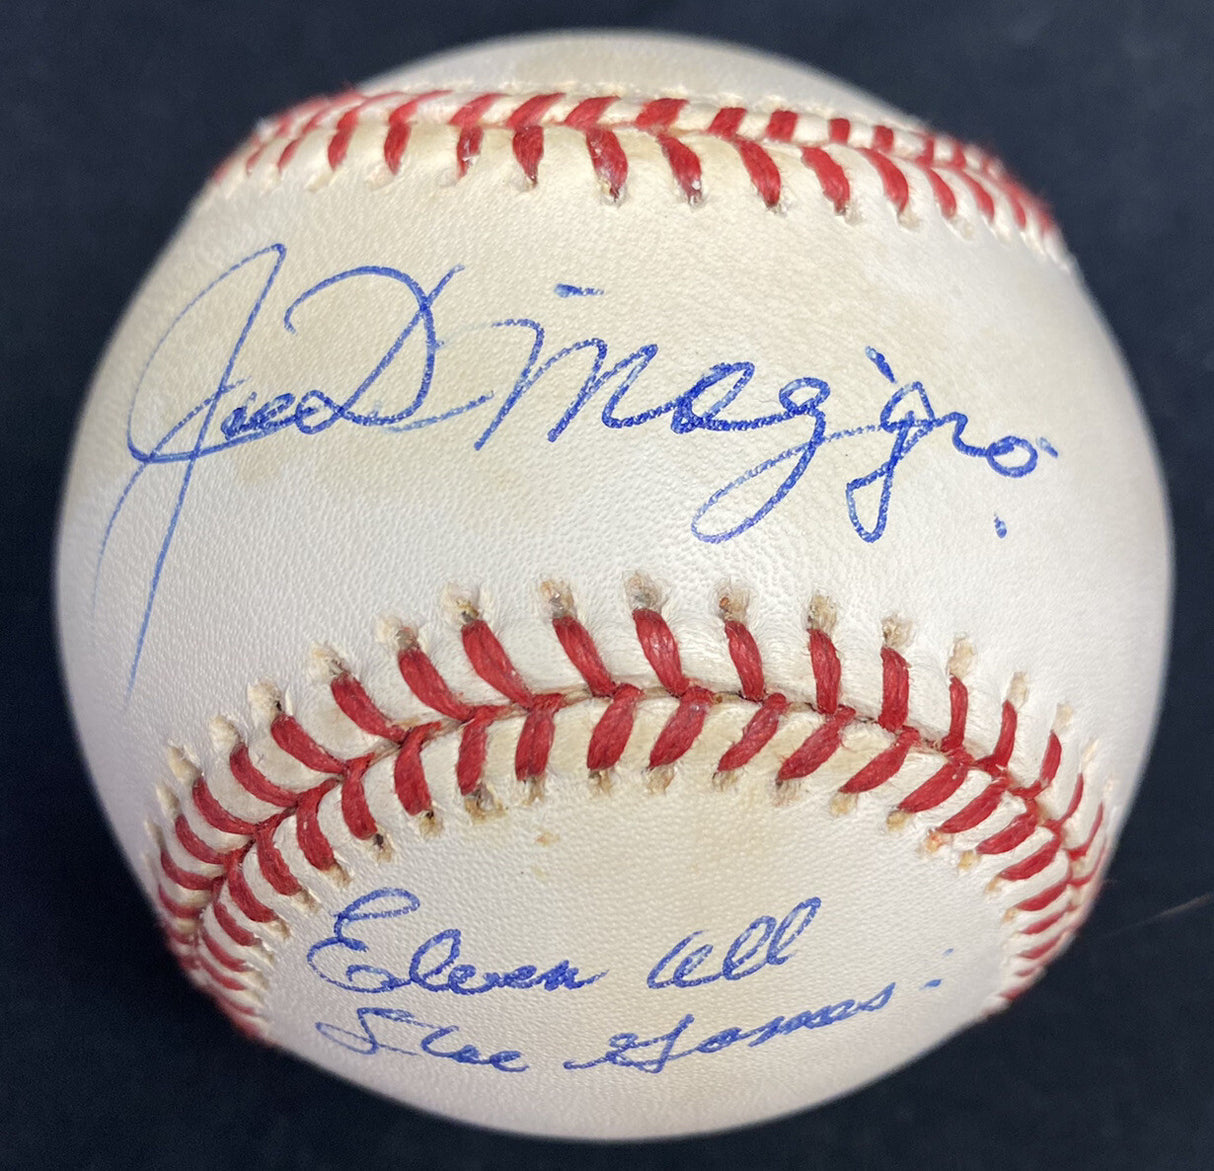 Joe DiMaggio
Eleven All
Star Games.